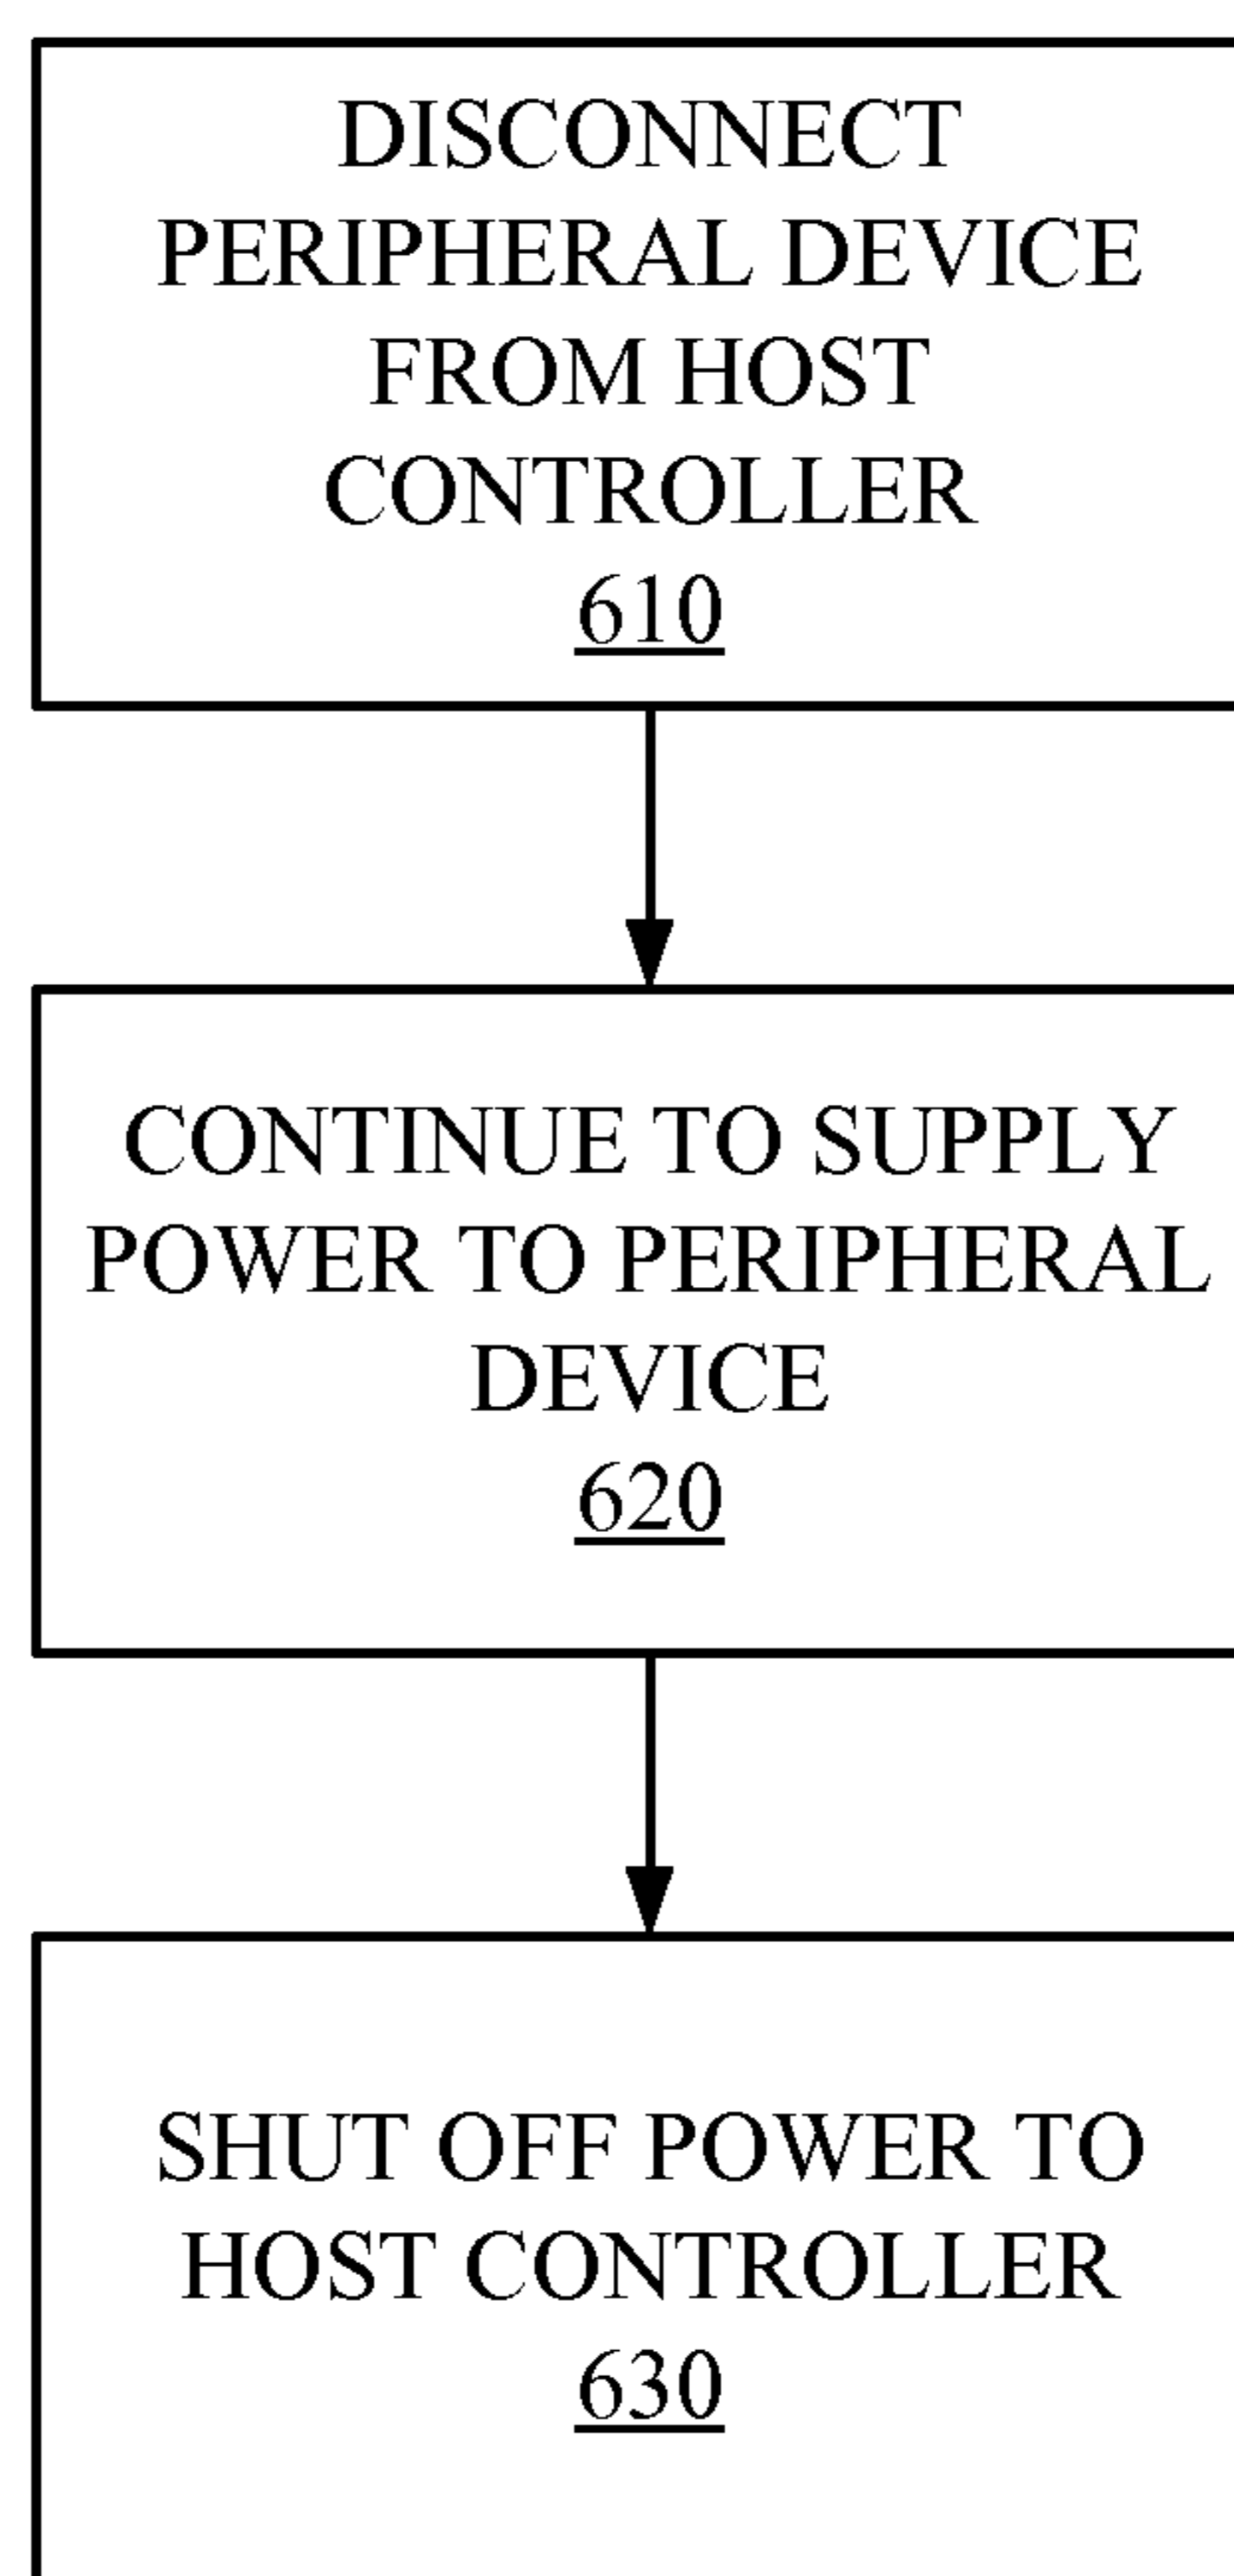 DISCONNECT
PERIPHERAL DEVICE
FROM HOST
CONTROLLER
610
CONTINUE TO SUPPLY
POWER TO PERIPHERAL
DEVICE
620
SHUT OFF POWER TO
HOST CONTROLLER
630